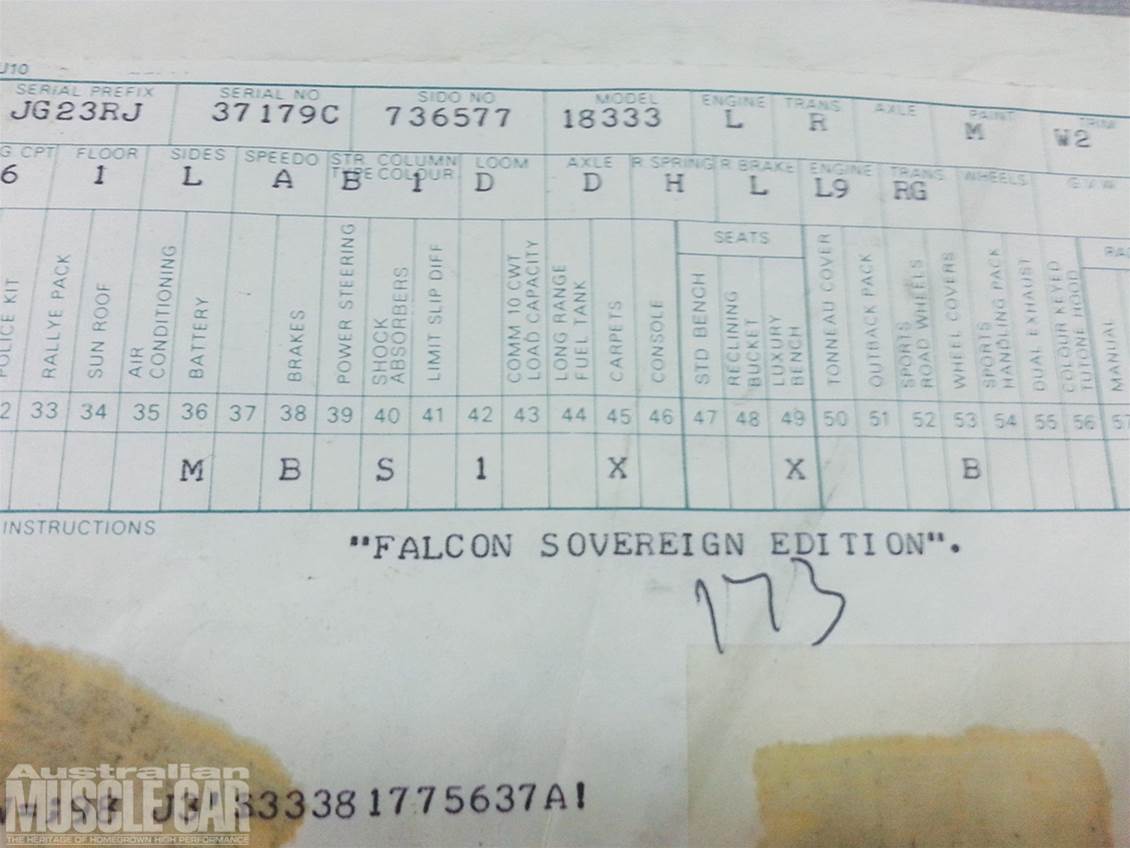 J10
SERIAL PREFIX SERIAL NO SIDO NO MODEL ENGINE TRANS AXLE PAINT TRIM
JG23RJ 37179C 736577 18333 L R M W2
G CPT FLOOR SIDES SPEEDO STR. COLUMN LOOM AXLE R SPRING R BRAKE ENGINE TRANS WHEELS G V W
TYPE COLOUR
6 1 L A B 1 D D H L L9 RG
SEATS
POLICE KIT
RALLYE PACK
SUN ROOF
AIR CONDITIONING
BATTERY
BRAKES
POWER STEERING
SHOCK ABSORBERS
LIMIT SLIP DIFF
COMM 10 CWT LOAD CAPACITY
LONG RANGE FUEL TANK
CARPETS
CONSOLE
STD BENCH
RECLINING BUCKET
LUXURY BENCH
TONNEAU COVER
OUTBACK PACK
SPORTS ROAD WHEELS
WHEEL COVERS
SPORTS HANDLING PACK
DUAL EXHAUST
COLOUR KEYED TUTONE HOOD
MANUAL
2 33 34 35 36 37 38 39 40 41 42 43 44 45 46 47 48 49 50 51 52 53 54 55 56 57
M B S 1 X X B
INSTRUCTIONS
"FALCON SOVEREIGN EDITION".
173
333381775637A!
Australian
MUSCLE CAR
THE HERITAGE OF HOMEGROWN HIGH PERFORMANCE